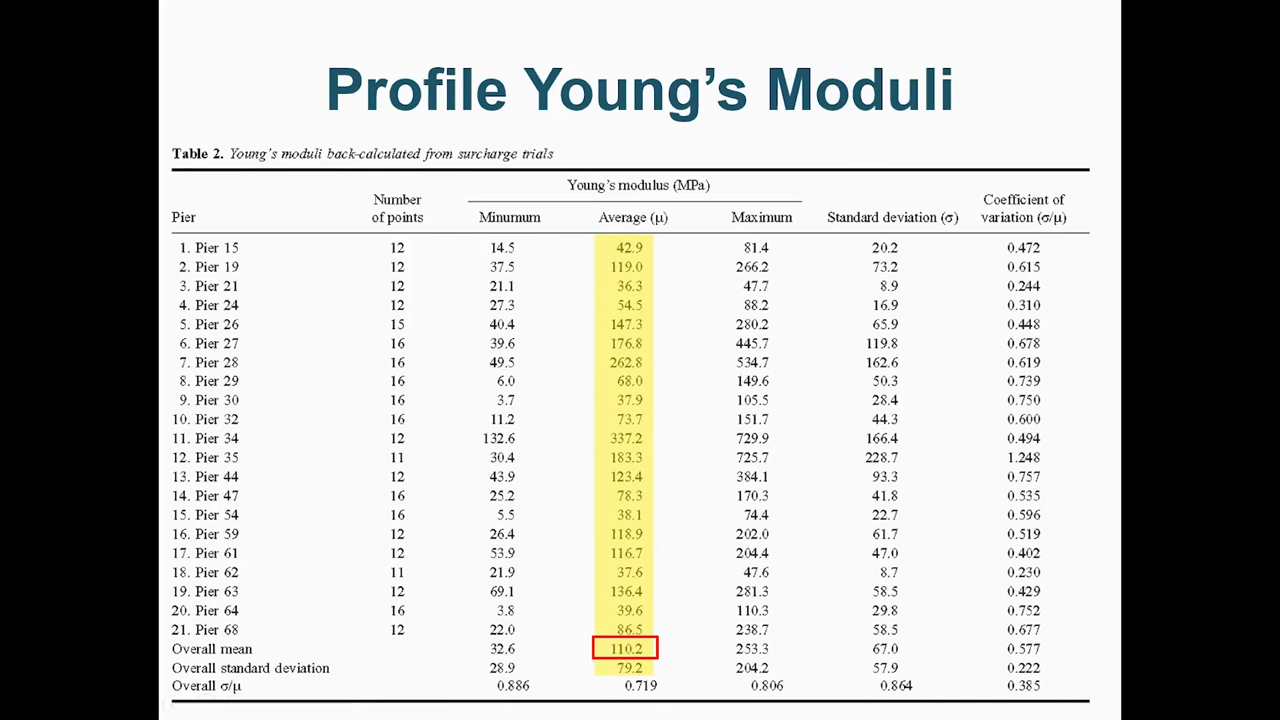 Profile Young's Moduli
Table 2. Young's moduli back-calculated from surcharge trials
Young's modulus (MPa)
Number Coefficient of
Pier of points Minumum Average (μ) Maximum Standard deviation (σ) variation (σ/μ)
1. Pier 15 12 14.5 42.9 81.4 20.2 0.472
2. Pier 19 12 37.5 119.0 266.2 73.2 0.615
3. Pier 21 12 21.1 36.3 47.7 8.9 0.244
4. Pier 24 12 27.3 54.5 88.2 16.9 0.310
5. Pier 26 15 40.4 147.3 280.2 65.9 0.448
6. Pier 27 16 39.6 176.8 445.7 119.8 0.678
7. Pier 28 16 49.5 262.8 534.7 162.6 0.619
8. Pier 29 16 6.0 68.0 149.6 50.3 0.739
9. Pier 30 16 3.7 37.9 105.5 28.4 0.750
10. Pier 32 16 11.2 73.7 151.7 44.3 0.600
11. Pier 34 12 132.6 337.2 729.9 166.4 0.494
12. Pier 35 11 30.4 183.3 725.7 228.7 1.248
13. Pier 44 12 43.9 123.4 384.1 93.3 0.757
14. Pier 47 16 25.2 78.3 170.3 41.8 0.535
15. Pier 54 16 5.5 38.1 74.4 22.7 0.596
16. Pier 59 12 26.4 118.9 202.0 61.7 0.519
17. Pier 61 12 53.9 116.7 204.4 47.0 0.402
18. Pier 62 11 21.9 37.6 47.6 8.7 0.230
19. Pier 63 12 69.1 136.4 281.3 58.5 0.429
20. Pier 64 16 3.8 39.6 110.3 29.8 0.752
21. Pier 68 12 22.0 86.5 238.7 58.5 0.677
Overall mean 32.6 110.2 253.3 67.0 0.577
Overall standard deviation 28.9 79.2 204.2 57.9 0.222
Overall σ/μ 0.886 0.719 0.806 0.864 0.385